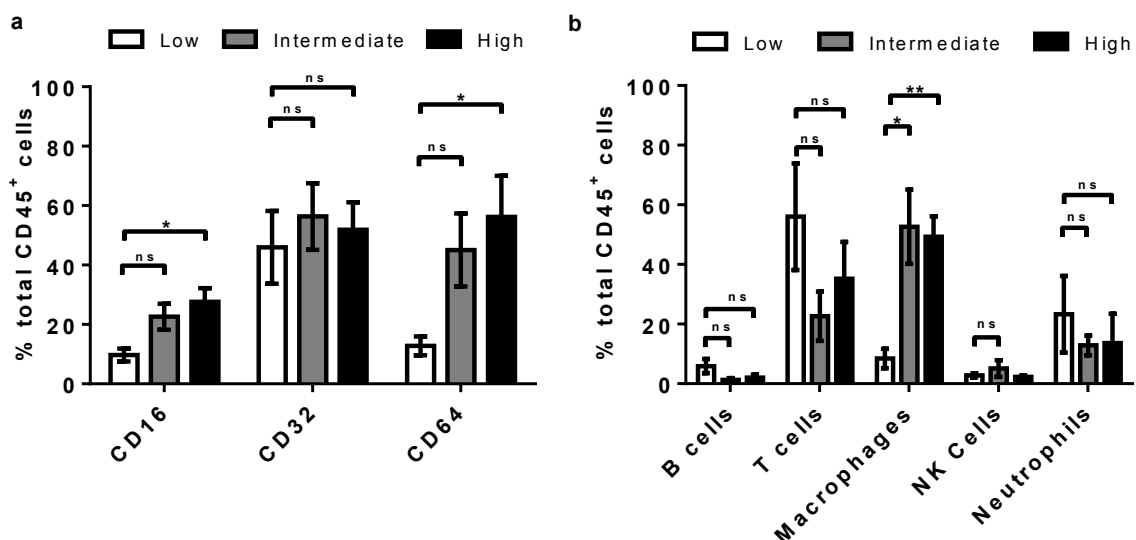 a
Low Intermediate High
% total CD45+ cells
100
80
60
40
20
0
ns
*
ns
ns
ns
*
CD16
CD32
CD64
b
Low Intermediate High
% total CD45+ cells
100
80
60
40
20
0
ns
ns
ns
ns
*
**
ns
ns
ns
B cells
T cells
Macrophages
NK Cells
Neutrophils